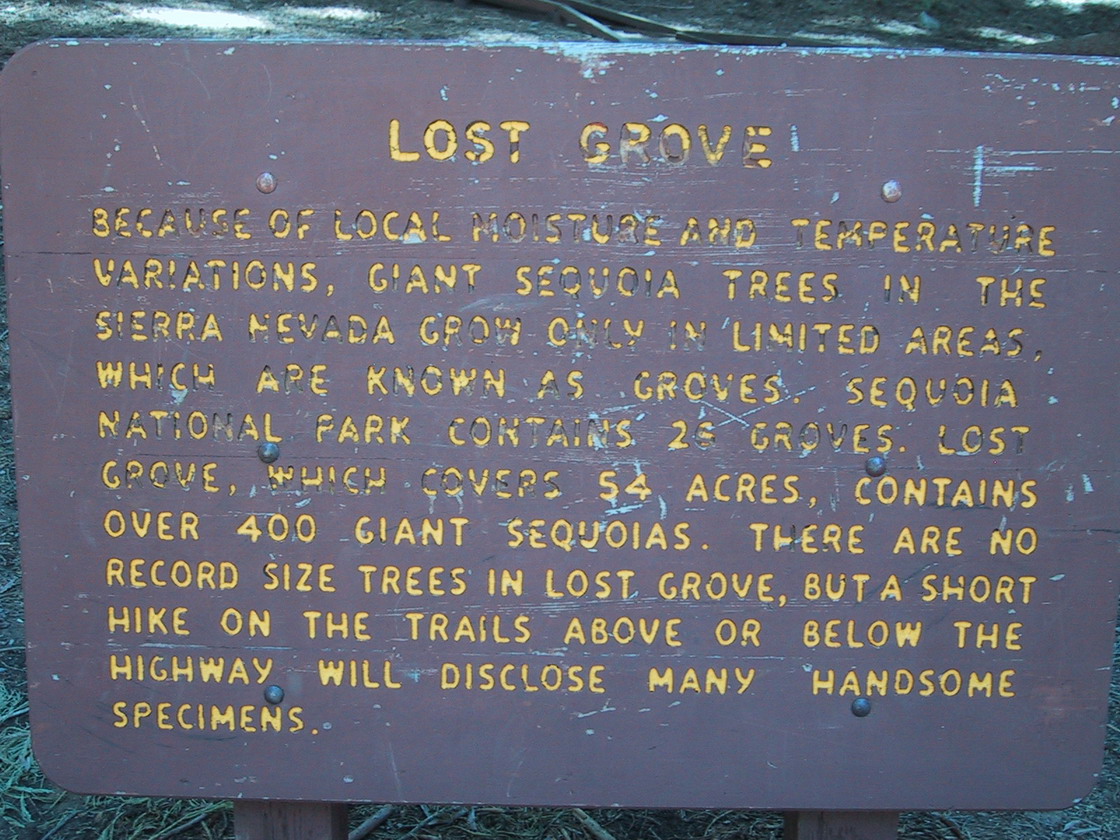 LOST GROVE
BECAUSE OF LOCAL MOISTURE AND TEMPERATURE
VARIATIONS, GIANT SEQUOIA TREES IN THE
SIERRA NEVADA GROW ONLY IN LIMITED AREAS,
WHICH ARE KNOWN AS GROVES SEQUOIA
NATIONAL PARK CONTAINS 26 GROVES. LOST
GROVE, WHICH COVERS 54 ACRES, CONTAINS
OVER 400 GIANT SEQUOIAS. THERE ARE NO
RECORD SIZE TREES IN LOST GROVE, BUT A SHORT
HIKE ON THE TRAILS ABOVE OR BELOW THE
HIGHWAY WILL DISCLOSE MANY HANDSOME
SPECIMENS.